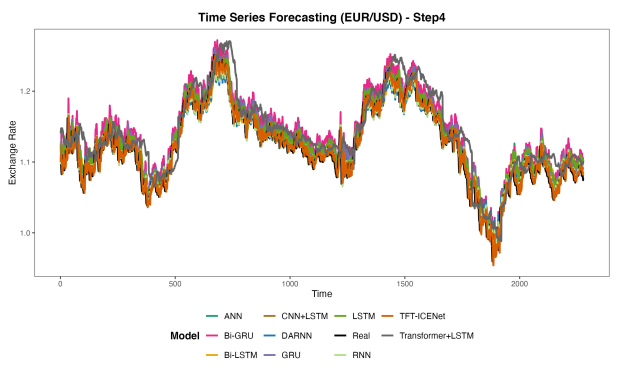 Time Series Forecasting (EUR/USD) - Step4
Exchange Rate
1.2
1.1
1.0
0 500 1000 1500 2000
Time
ANN CNN+LSTM LSTM TFT-ICENet
Model Bi-GRU DARNN Real Transformer+LSTM
Bi-LSTM GRU RNN